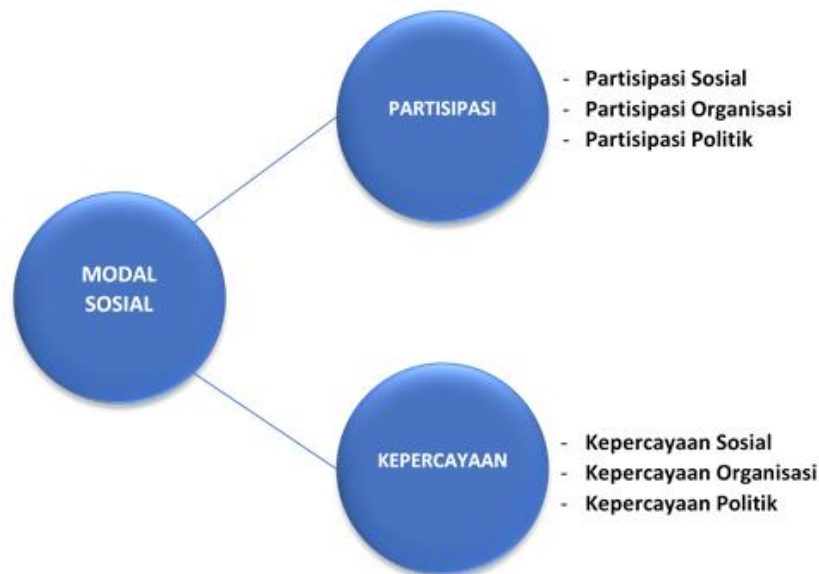 PARTISIPASI
- Partisipasi Sosial
- Partisipasi Organisasi
- Partisipasi Politik
MODAL
SOSIAL
KEPERCAYAAN
- Kepercayaan Sosial
- Kepercayaan Organisasi
- Kepercayaan Politik